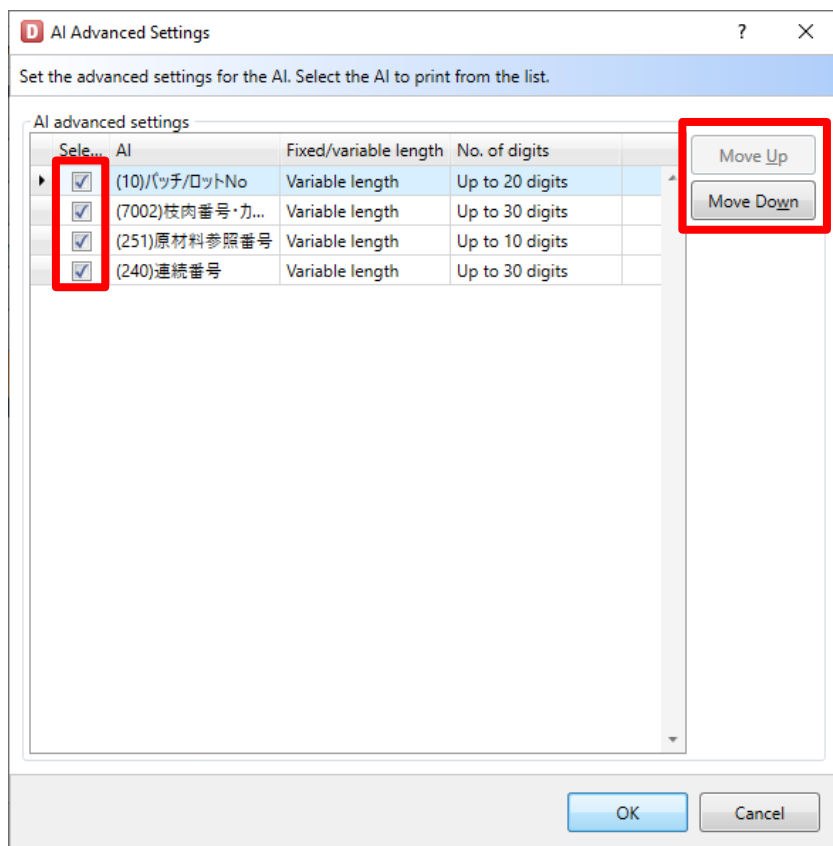 D AI Advanced Settings ? ×
Set the advanced settings for the AI. Select the AI to print from the list.
AI advanced settings
Sele... AI Fixed/variable length No. of digits
(10)バッチ/ロットNo Variable length Up to 20 digits
(7002)枝肉番号・カ... Variable length Up to 30 digits
(251)原材料参照番号 Variable length Up to 10 digits
(240)連続番号 Variable length Up to 30 digits
Move Up
Move Down
OK Cancel